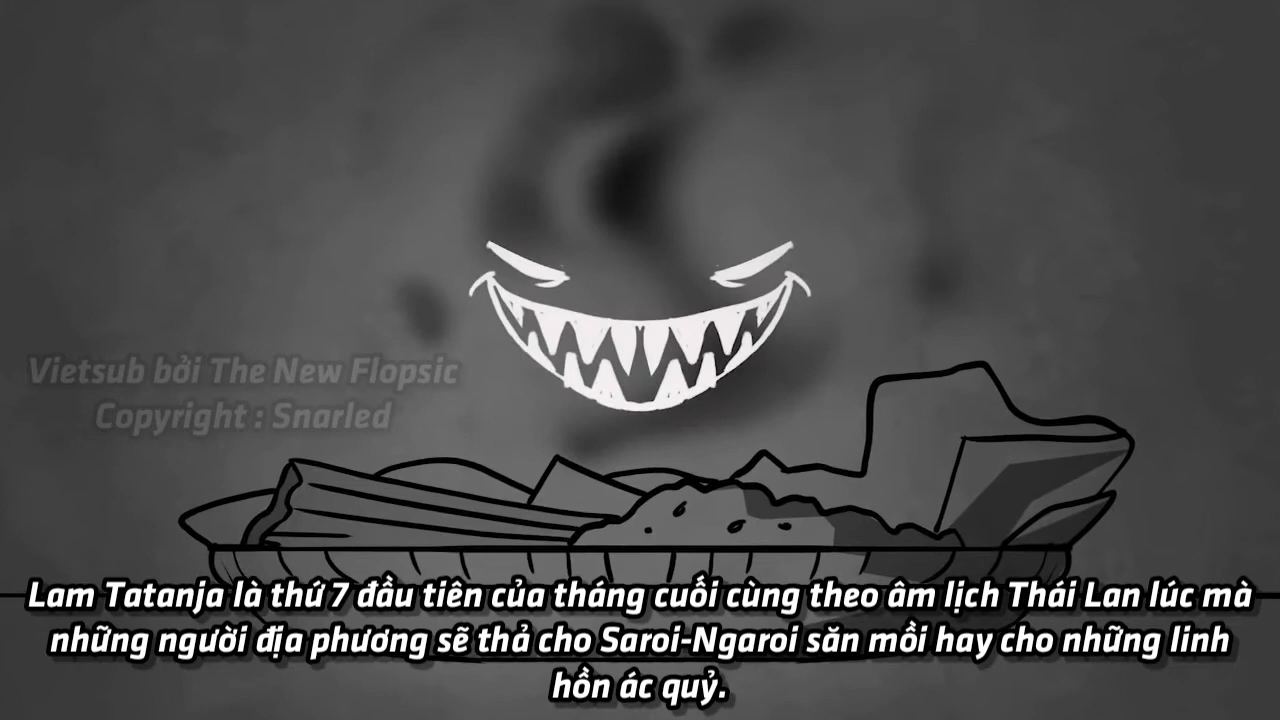 Vietsub bởi The New Flopsic
Copyright : Snarled
Lam Tatanja là thứ 7 đầu tiên của tháng cuối cùng theo âm lịch Thái Lan lúc mà
những người địa phương sẽ thả cho Saroi-Ngaroi săn mồi hay cho những linh
hồn ác quỷ.